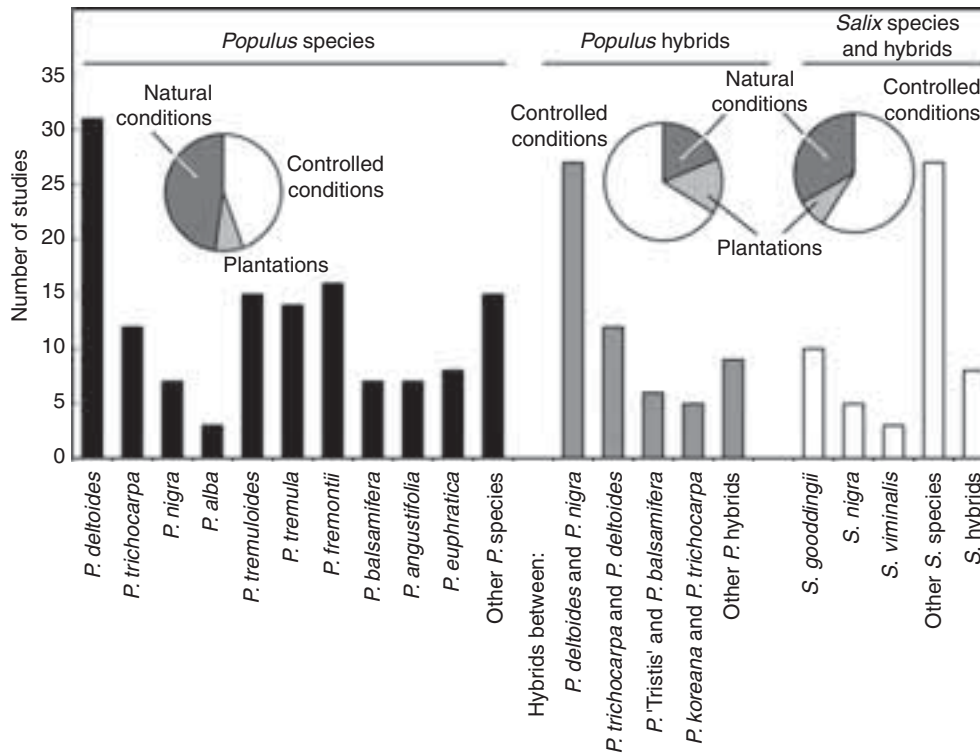 Populus species
Populus hybrids
Salix species
and hybrids
Number of studies
35
30
25
20
15
10
5
0
Natural
conditions
Controlled
conditions
Plantations
Controlled
conditions
Natural
conditions
Controlled
conditions
Plantations
P. deltoides
P. trichocarpa
P. nigra
P. alba
P. tremuloides
P. tremula
P. fremontii
P. balsamifera
P. angustifolia
P. euphratica
Other P. species
Hybrids between:
P. deltoides and P. nigra
P. trichocarpa and P. deltoides
P. 'Tristis' and P. balsamifera
P. koreana and P. trichocarpa
Other P. hybrids
S. gooddingii
S. nigra
S. viminalis
Other S. species
S. hybrids